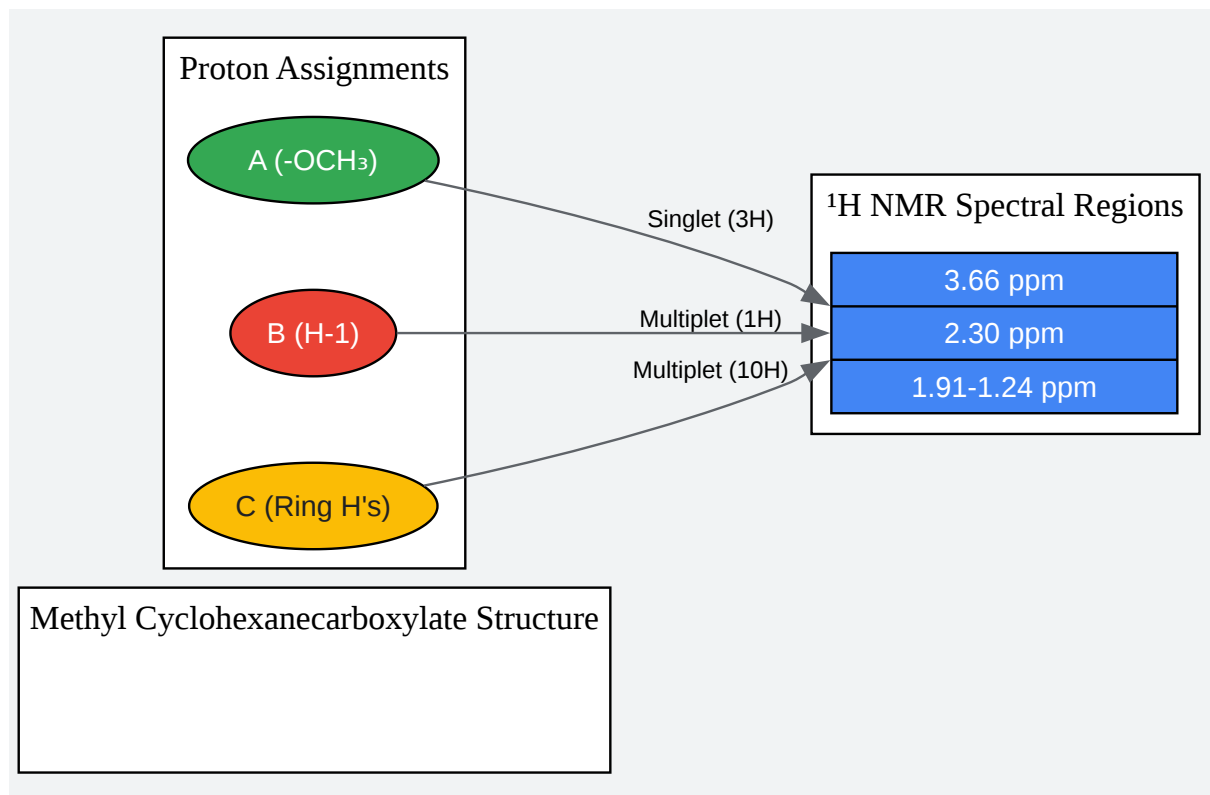 Proton Assignments
A (-OCH₃)
B (H-1)
C (Ring H's)
Singlet (3H)
Multiplet (1H)
Multiplet (10H)
¹H NMR Spectral Regions
3.66 ppm
2.30 ppm
1.91-1.24 ppm
Methyl Cyclohexanecarboxylate Structure